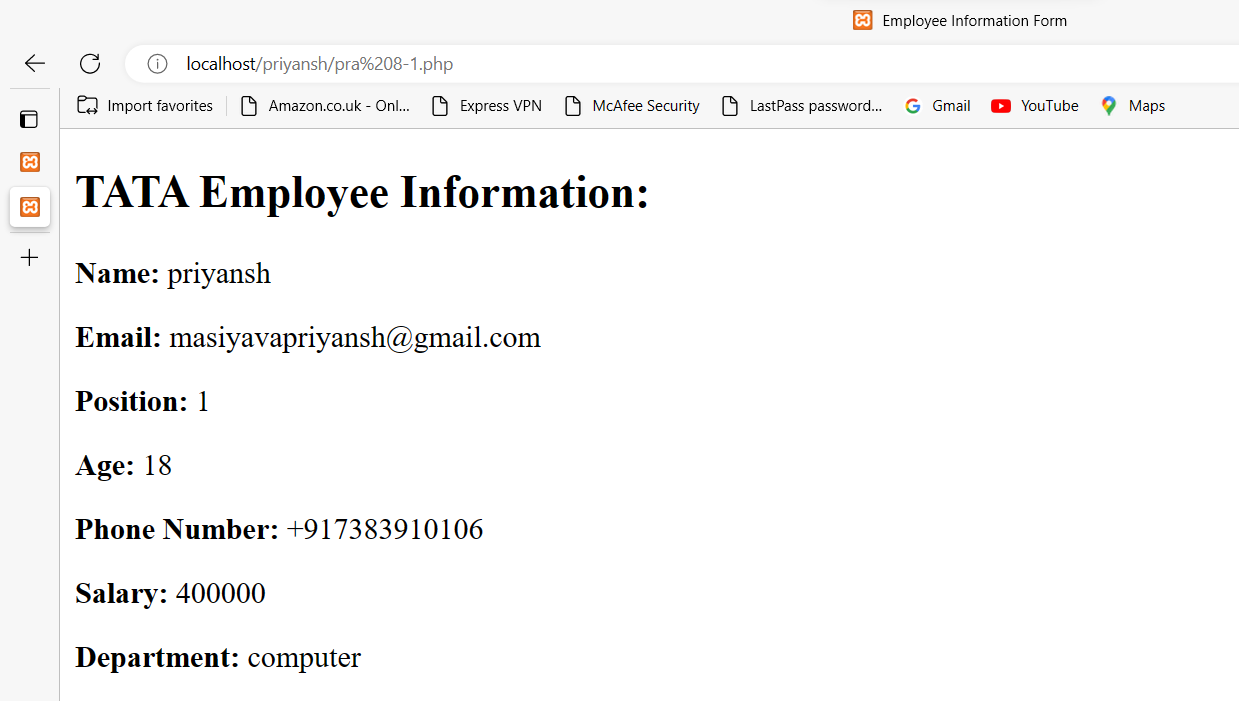 Employee Information Form
localhost/priyansh/pra%208-1.php
Import favorites Amazon.co.uk - Onl... Express VPN McAfee Security LastPass password... Gmail YouTube Maps
TATA Employee Information:
Name: priyansh
Email: masiyavapriyansh@gmail.com
Position: 1
Age: 18
Phone Number: +917383910106
Salary: 400000
Department: computer